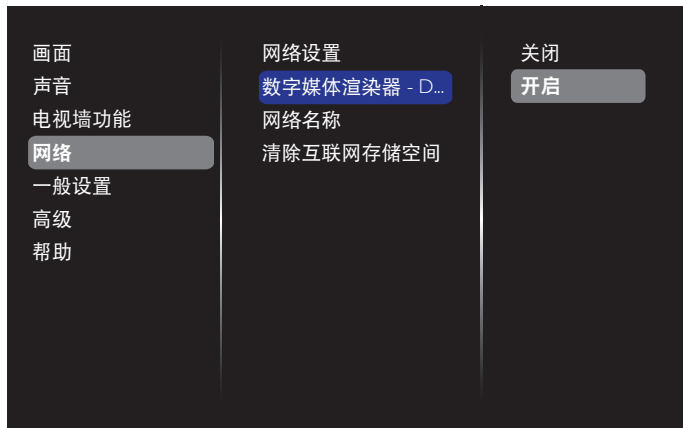 画面
声音
电视墙功能
网络
一般设置
高级
帮助
网络设置
数字媒体渲染器 - D...
网络名称
清除互联网存储空间
关闭
开启